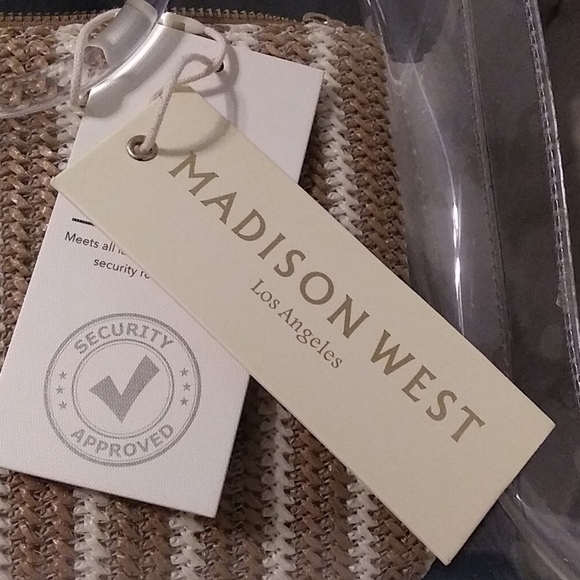 MADISON WEST
Los Angeles
Meets all
security
SECURITY
APPROVED